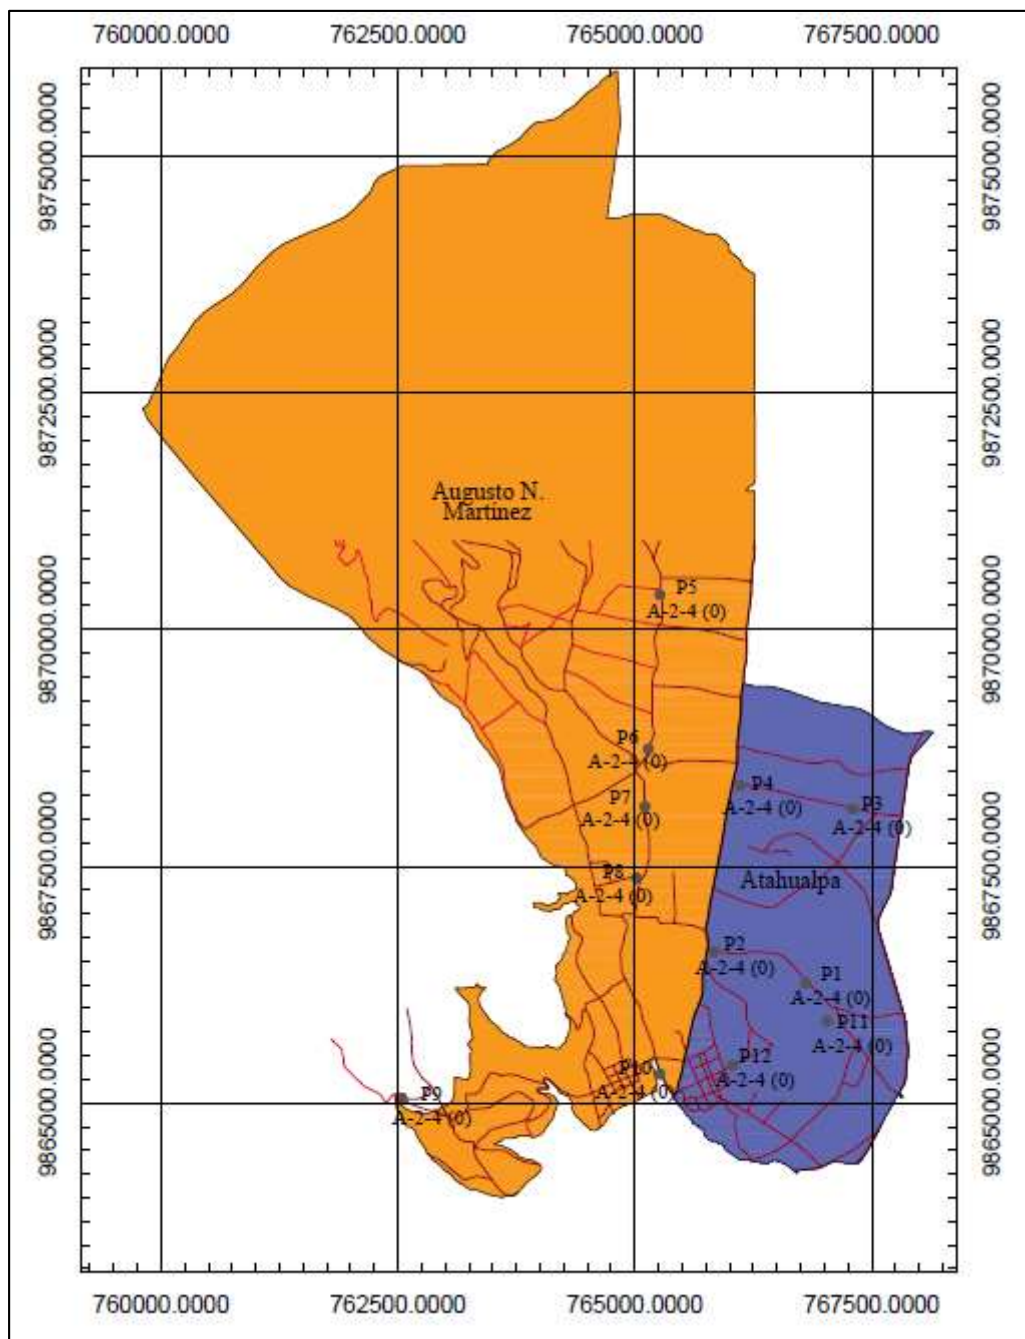 760000.0000 762500.0000 765000.0000 767500.0000
9875000.0000 9875000.0000
9872500.0000 9872500.0000
Augusto N.
Martinez
P5
A-2-4 (0)
9870000.0000 9870000.0000
P6
A-2-4 (0)
P4
A-2-4 (0)
P7
A-2-4 (0)
P3
A-2-4 (0)
9867500.0000 9867500.0000
P8
A-2-4 (0)
Atahualpa
P2
A-2-4 (0)
P1
A-2-4 (0)
P11
A-2-4 (0)
P12
A-2-4 (0)
P10
A-2-4 (0)
P9
A-2-4 (0)
9865000.0000 9865000.0000
760000.0000 762500.0000 765000.0000 767500.0000